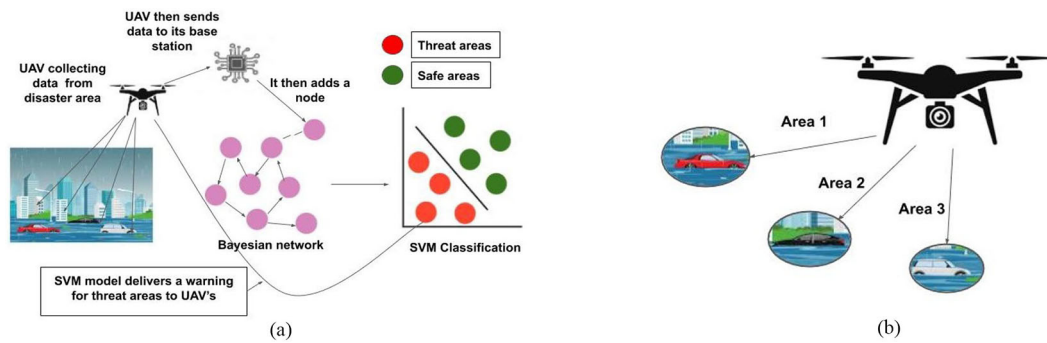 UAV then sends
data to its base
station
UAV collecting
data from
disaster area
It then adds a
node
Threat areas
Safe areas
Bayesian network
SVM Classification
SVM model delivers a warning
for threat areas to UAV's
(a)
Area 1
Area 2
Area 3
(b)